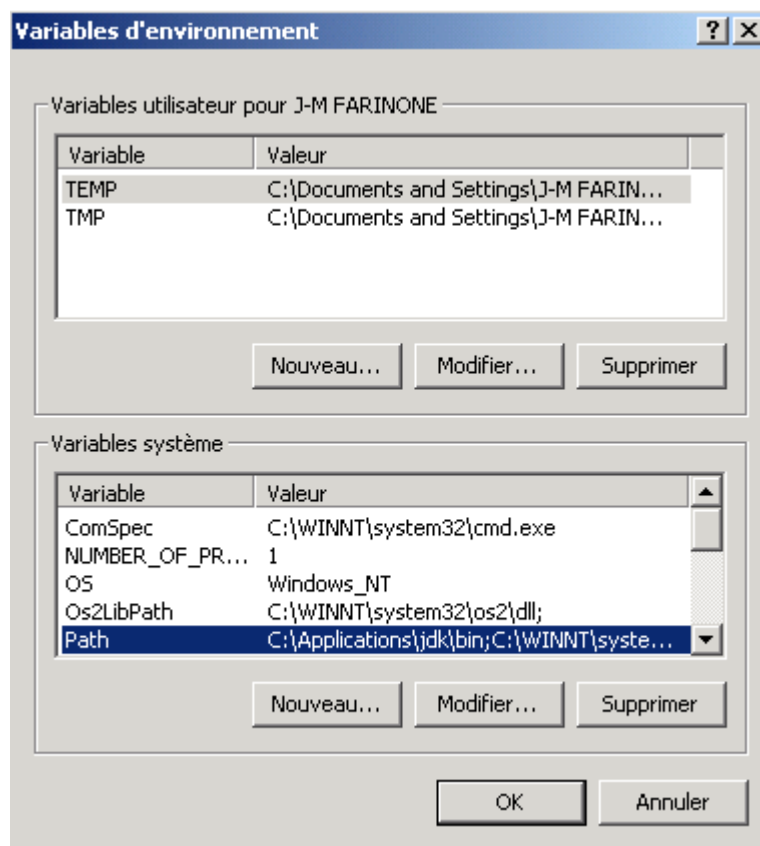 Variables d'environnement
Variables utilisateur pour J-M FARINONE
Variable Valeur
TEMP C:\Documents and Settings\J-M FARIN...
TMP C:\Documents and Settings\J-M FARIN...
Nouveau... Modifier... Supprimer
Variables système
Variable Valeur
ComSpec C:\WINNT\system32\cmd.exe
NUMBER_OF_PR... 1
OS Windows_NT
Os2LibPath C:\WINNT\system32\os2\dll;
Path C:\Applications\jdk\bin;C:\WINNT\syste...
Nouveau... Modifier... Supprimer
OK Annuler